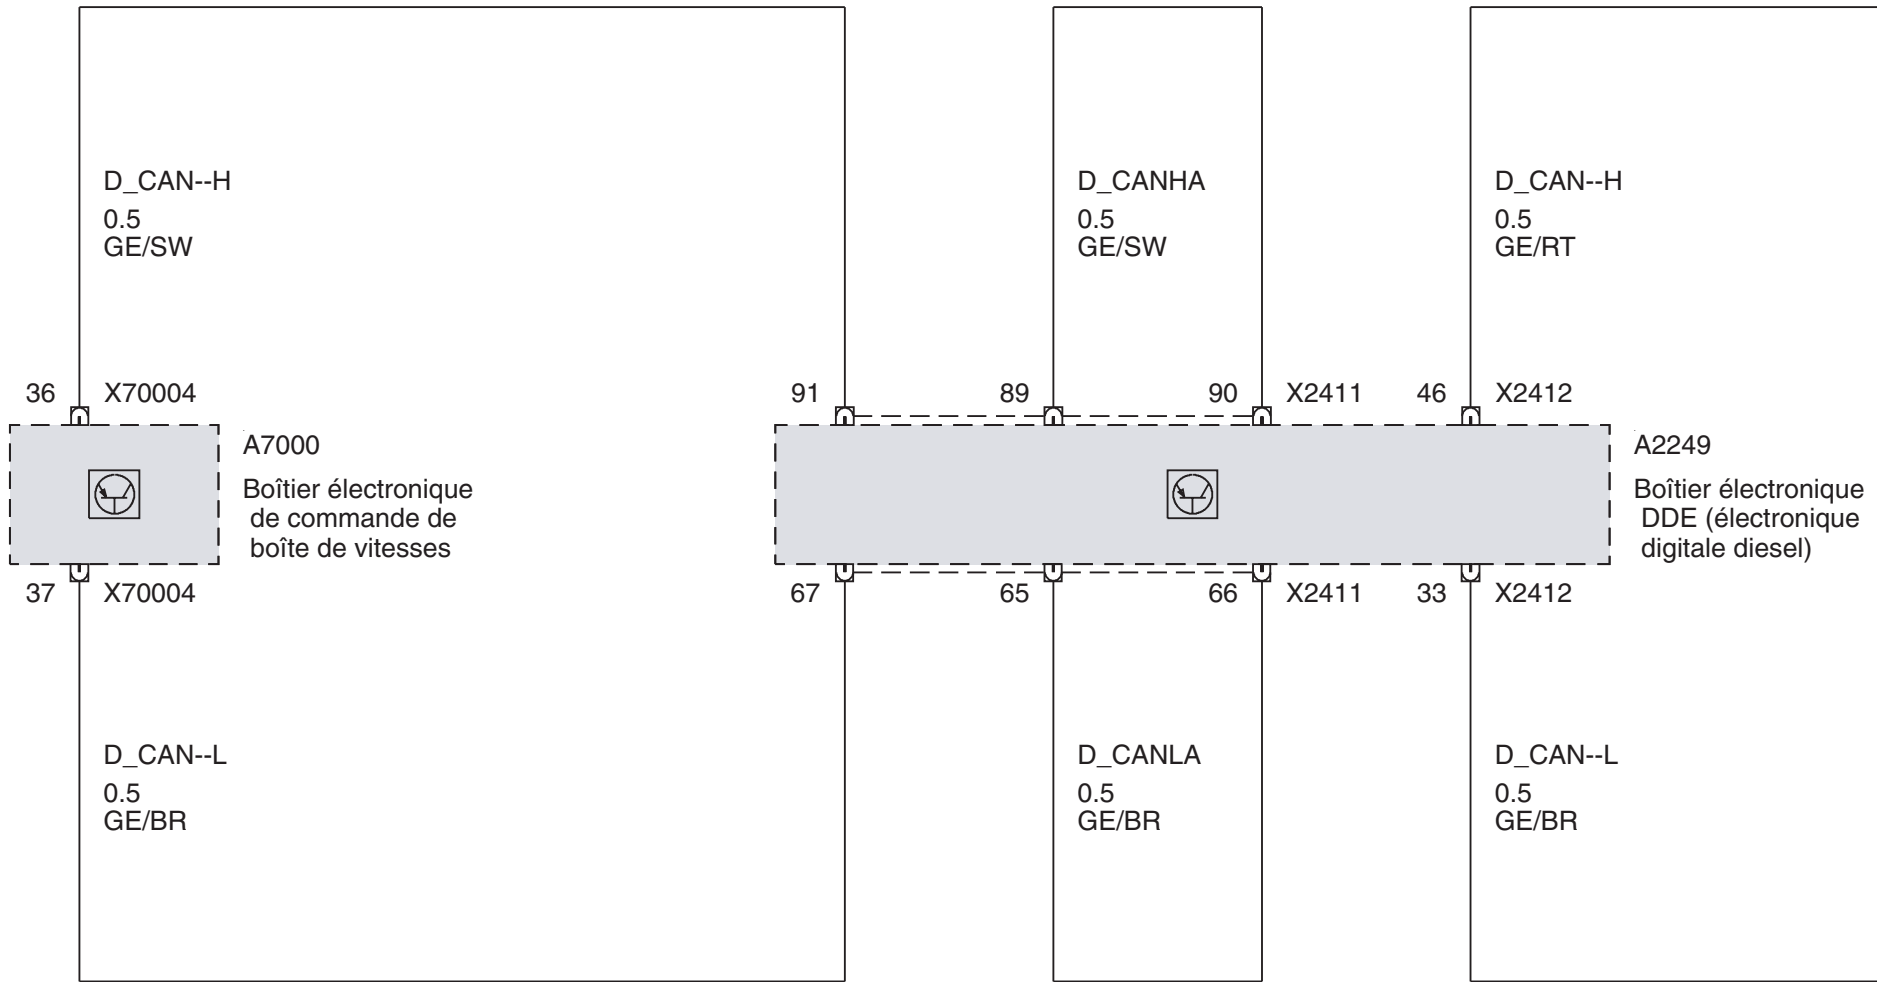 D_CAN--H
0.5
GE/SW
D_CANHA
0.5
GE/SW
D_CAN--H
0.5
GE/RT
36 X70004
91 89 90 X2411 46 X2412
A7000
Boîtier électronique
de commande de
boîte de vitesses
A2249
Boîtier électronique
DDE (électronique
digitale diesel)
37 X70004
67 65 66 X2411 33 X2412
D_CAN--L
0.5
GE/BR
D_CANLA
0.5
GE/BR
D_CAN--L
0.5
GE/BR